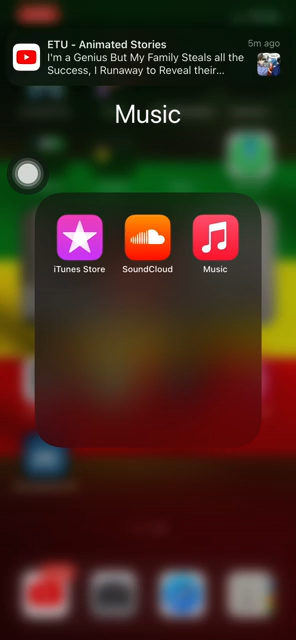 ETU - Animated Stories
5m ago
I'm a Genius But My Family Steals all the
Success, I Runaway to Reveal their...
Music
iTunes Store
SoundCloud
Music